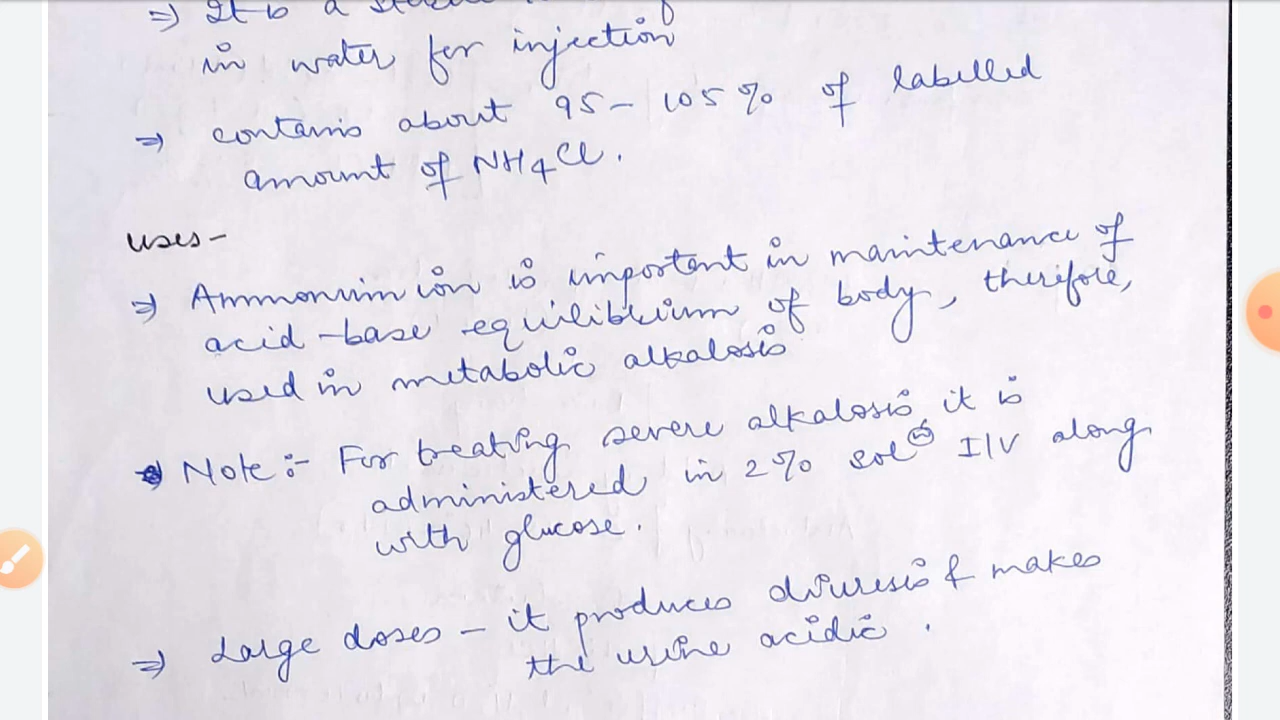 ⇒ It is a
in water for injection
⇒ contains about 95 - 105 % of labelled
amount of NH4Cl.
uses -
⇒ Ammonium ion is important in maintenance of
acid - base equilibrium of body, therefore,
used in metabolic alkalosis
Note :- For treating severe alkalosis, it is
administered in 2% solⁿ I/V along
with glucose.
⇒ Large doses - it produces diuresis & makes
the urine acidic.